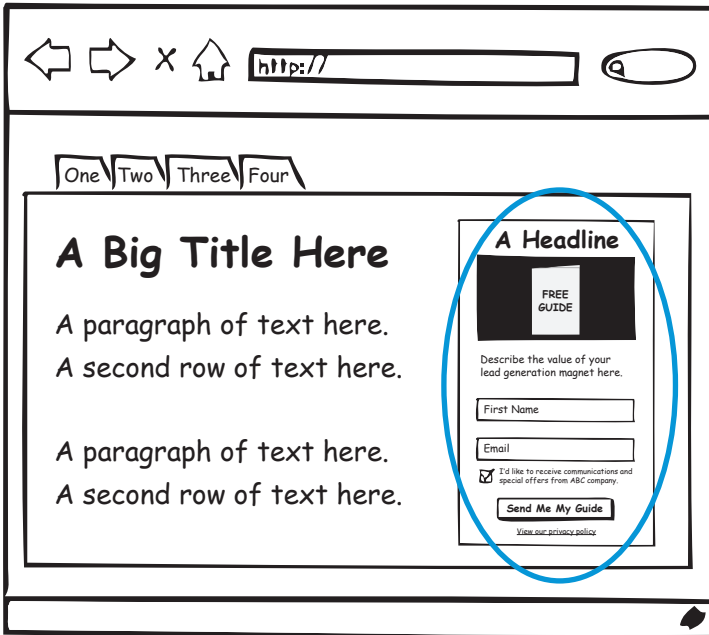 http://
One Two Three Four
A Big Title Here
A paragraph of text here.
A second row of text here.
A paragraph of text here.
A second row of text here.
A Headline
FREE
GUIDE
Describe the value of your
lead generation magnet here.
First Name
Email
I'd like to receive communications and
special offers from ABC company.
Send Me My Guide
View our privacy policy